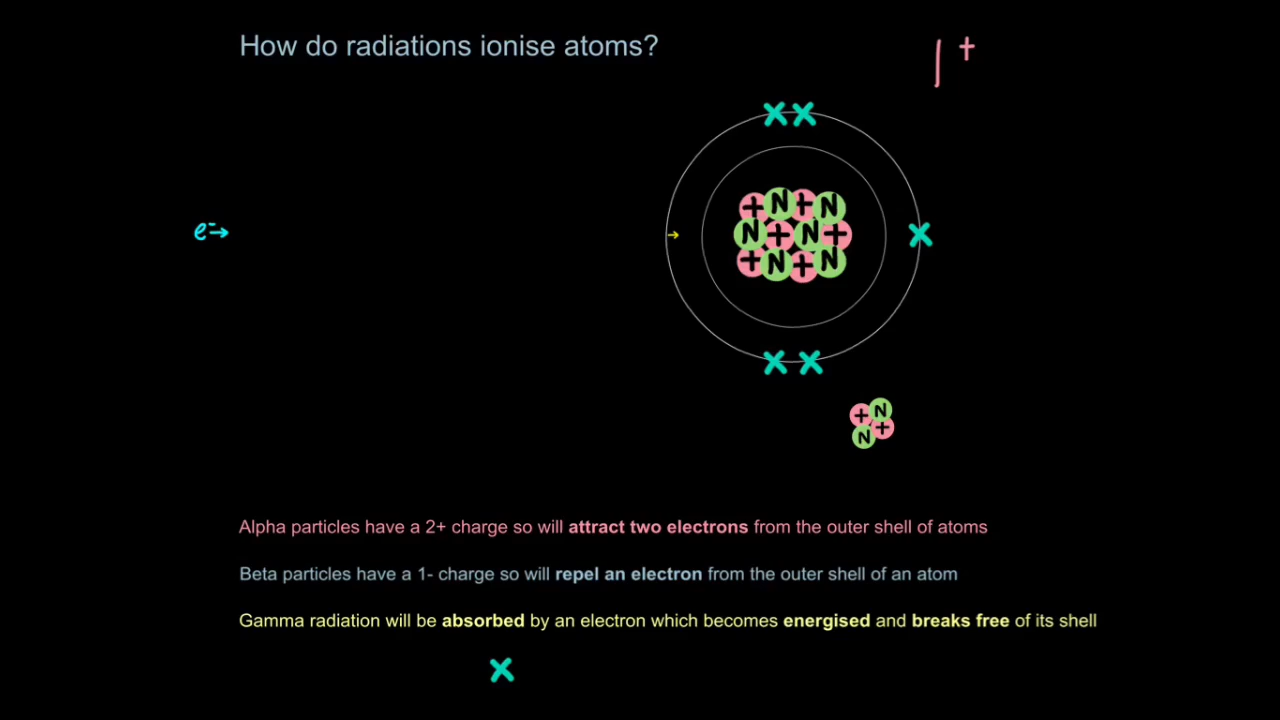 How do radiations ionise atoms?
1+
+ N + N
e-→
N + N +
+ N + N
+ N
N +
Alpha particles have a 2+ charge so will attract two electrons from the outer shell of atoms
Beta particles have a 1- charge so will repel an electron from the outer shell of an atom
Gamma radiation will be absorbed by an electron which becomes energised and breaks free of its shell